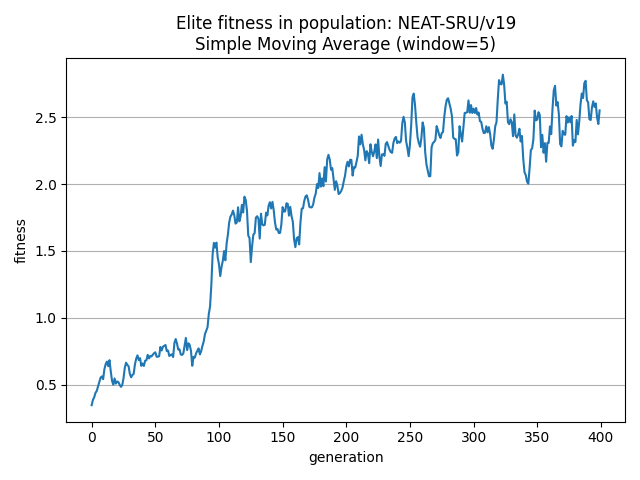 Elite fitness in population: NEAT-SRU/v19
Simple Moving Average (window=5)
fitness
2.5
2.0
1.5
1.0
0.5
0 50 100 150 200 250 300 350 400
generation